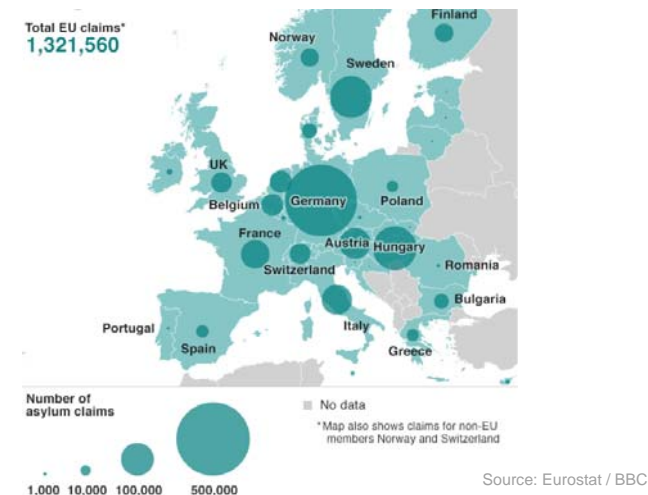 Total EU claims*
1,321,560
Finland
Norway
Sweden
UK
Belgium
Germany
Poland
France
Austria
Hungary
Switzerland
Romania
Bulgaria
Portugal
Spain
Italy
Greece
Number of
asylum claims
No data
*Map also shows claims for non-EU
members Norway and Switzerland
1,000 10,000 100,000 500,000
Source: Eurostat / BBC